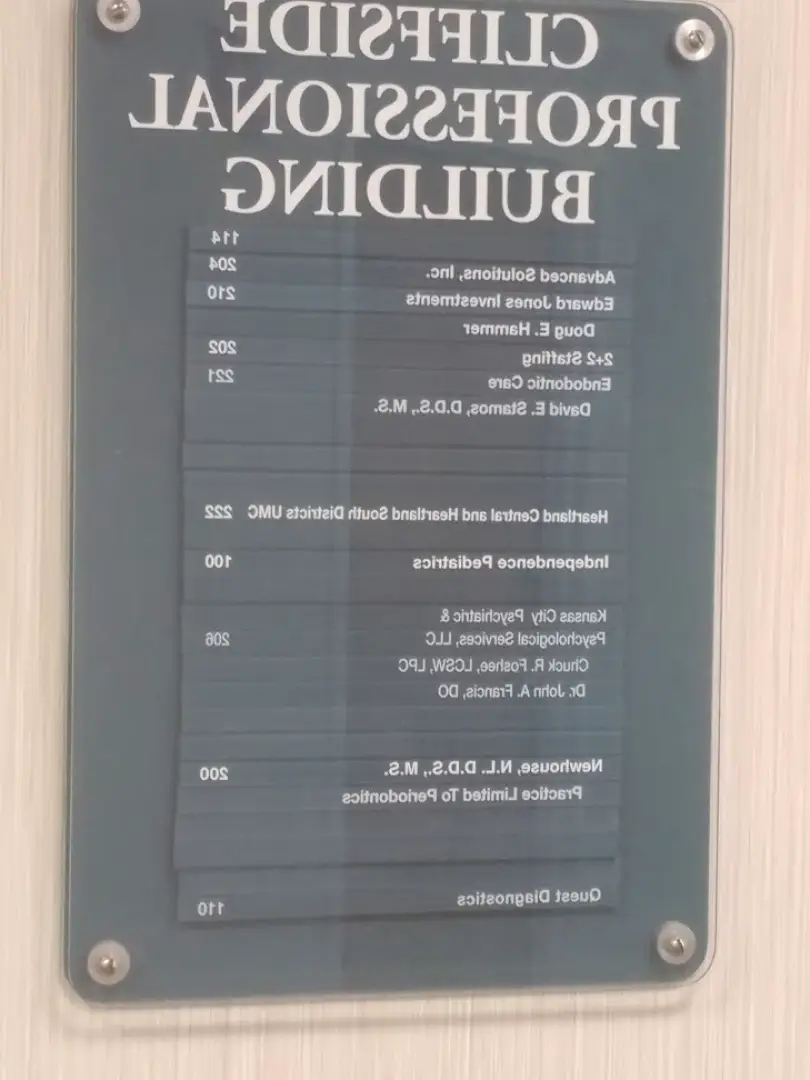 CLIFFSIDE
PROFESSIONAL
BUILDING
114
Advanced Solutions, Inc. 204
Edward Jones Investments 210
Doug E. Hammer
2+2 Staffing 202
Endodontic Care 221
David E. Stamos, D.D.S., M.S.
Heartland Central and Heartland South Districts UMC 222
Independence Pediatrics 100
Kansas City Psychiatric &
Psychological Services, LLC 206
Chuck R. Foshee, LCSW, LPC
Dr. John A. Francis, DO
Newhouse, N.L. D.D.S., M.S. 200
Practice Limited To Periodontics
Quest Diagnostics 110